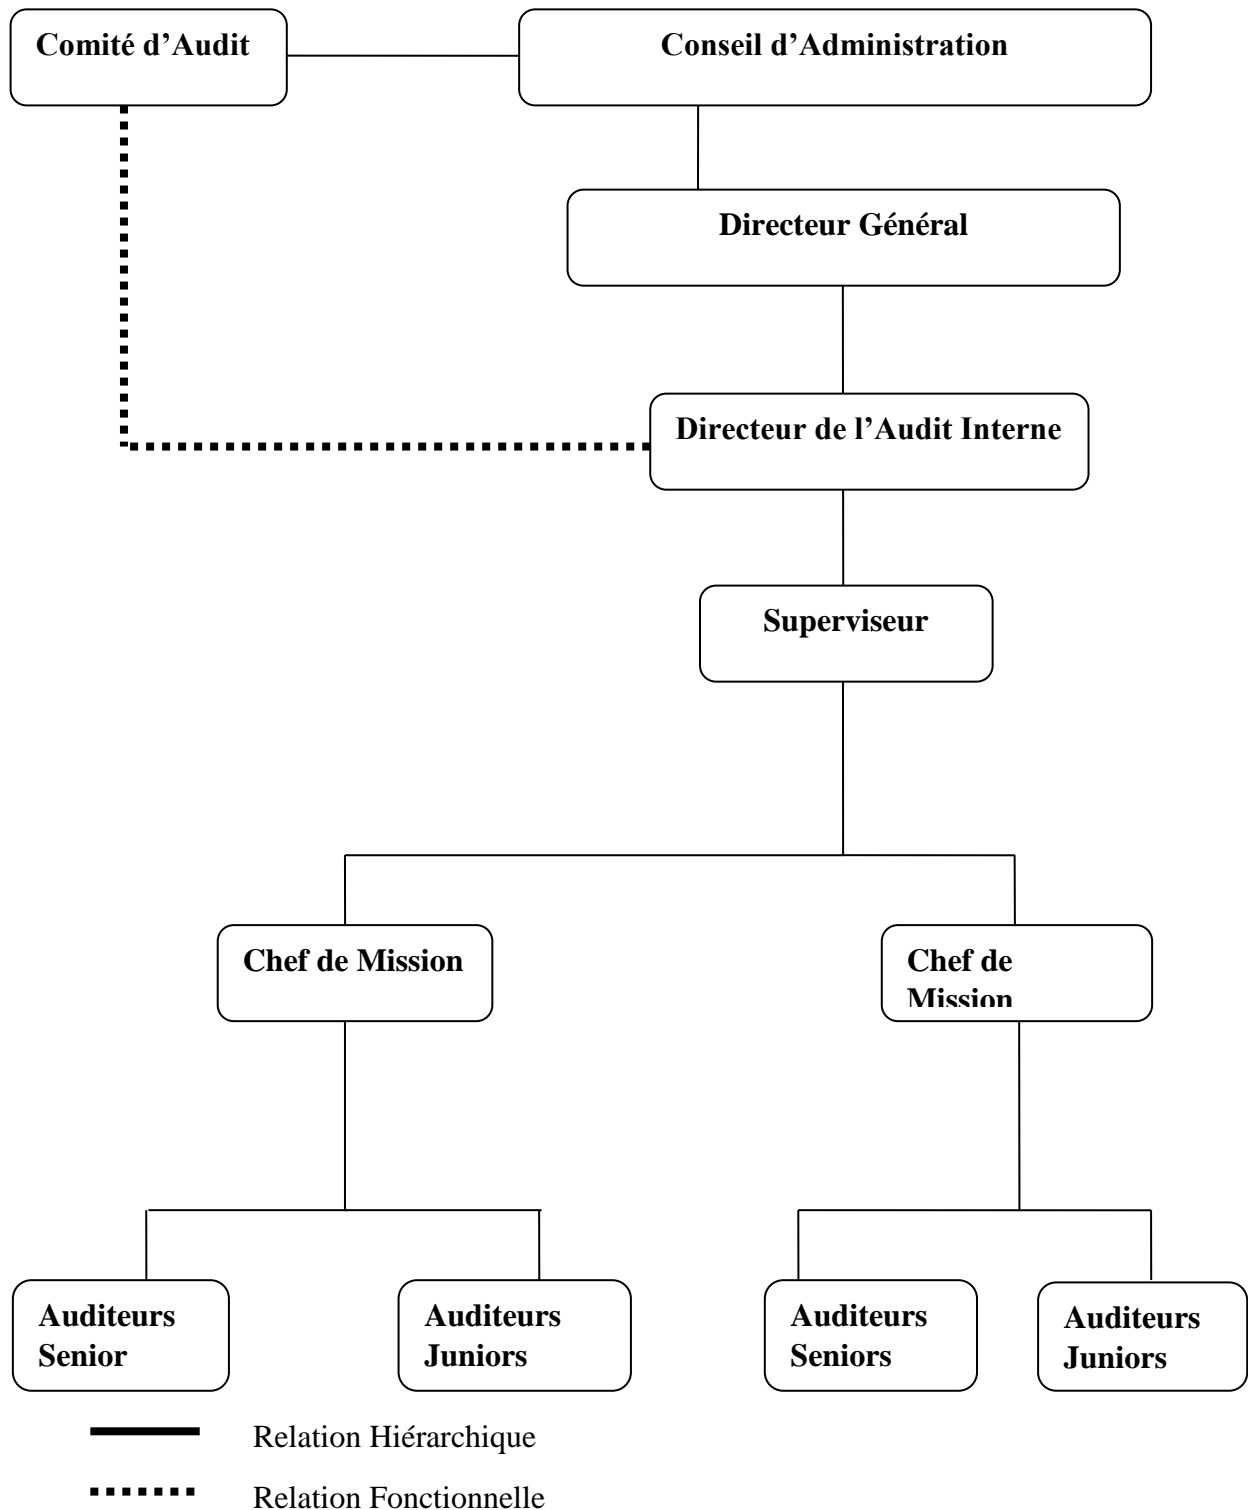 Comité d’Audit
Conseil d’Administration
Directeur Général
Directeur de l’Audit Interne
Superviseur
Chef de Mission
Chef de
Mission
Auditeurs
Senior
Auditeurs
Juniors
Auditeurs
Seniors
Auditeurs
Juniors
Relation Hiérarchique
Relation Fonctionnelle